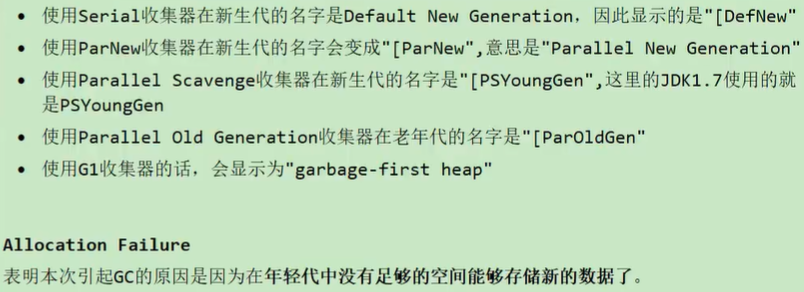 • 使用Serial收集器在新生代的名字是Default New Generation，因此显示的是"[DefNew"
• 使用ParNew收集器在新生代的名字会变成"[ParNew",意思是"Parallel New Generation"
• 使用Parallel Scavenge收集器在新生代的名字是"[PSYoungGen",这里的JDK1.7使用的就
是PSYoungGen
• 使用Parallel Old Generation收集器在老年代的名字是"[ParOldGen"
• 使用G1收集器的话，会显示为"garbage-first heap"
Allocation Failure
表明本次引起GC的原因是因为在年轻代中没有足够的空间能够存储新的数据了。